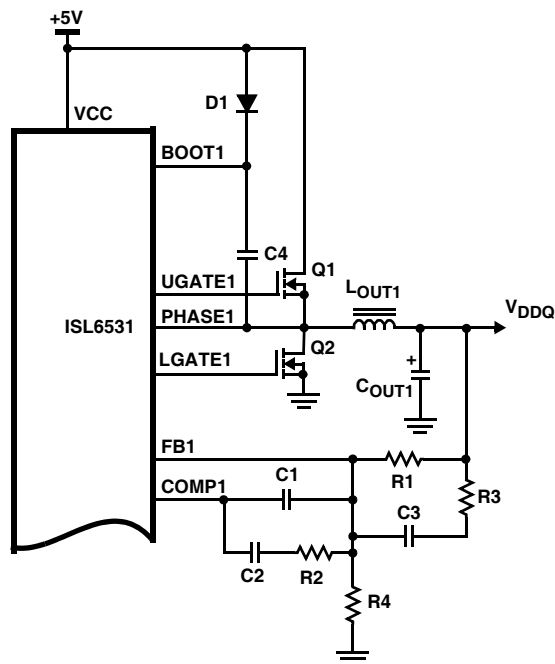 +5V
VCC
D1
BOOT1
C4
Q1
UGATE1
LOUT1
VDDQ
ISL6531
PHASE1
Q2
LGATE1
+
COUT1
FB1
COMP1
C1
R1
R3
C3
C2
R2
R4